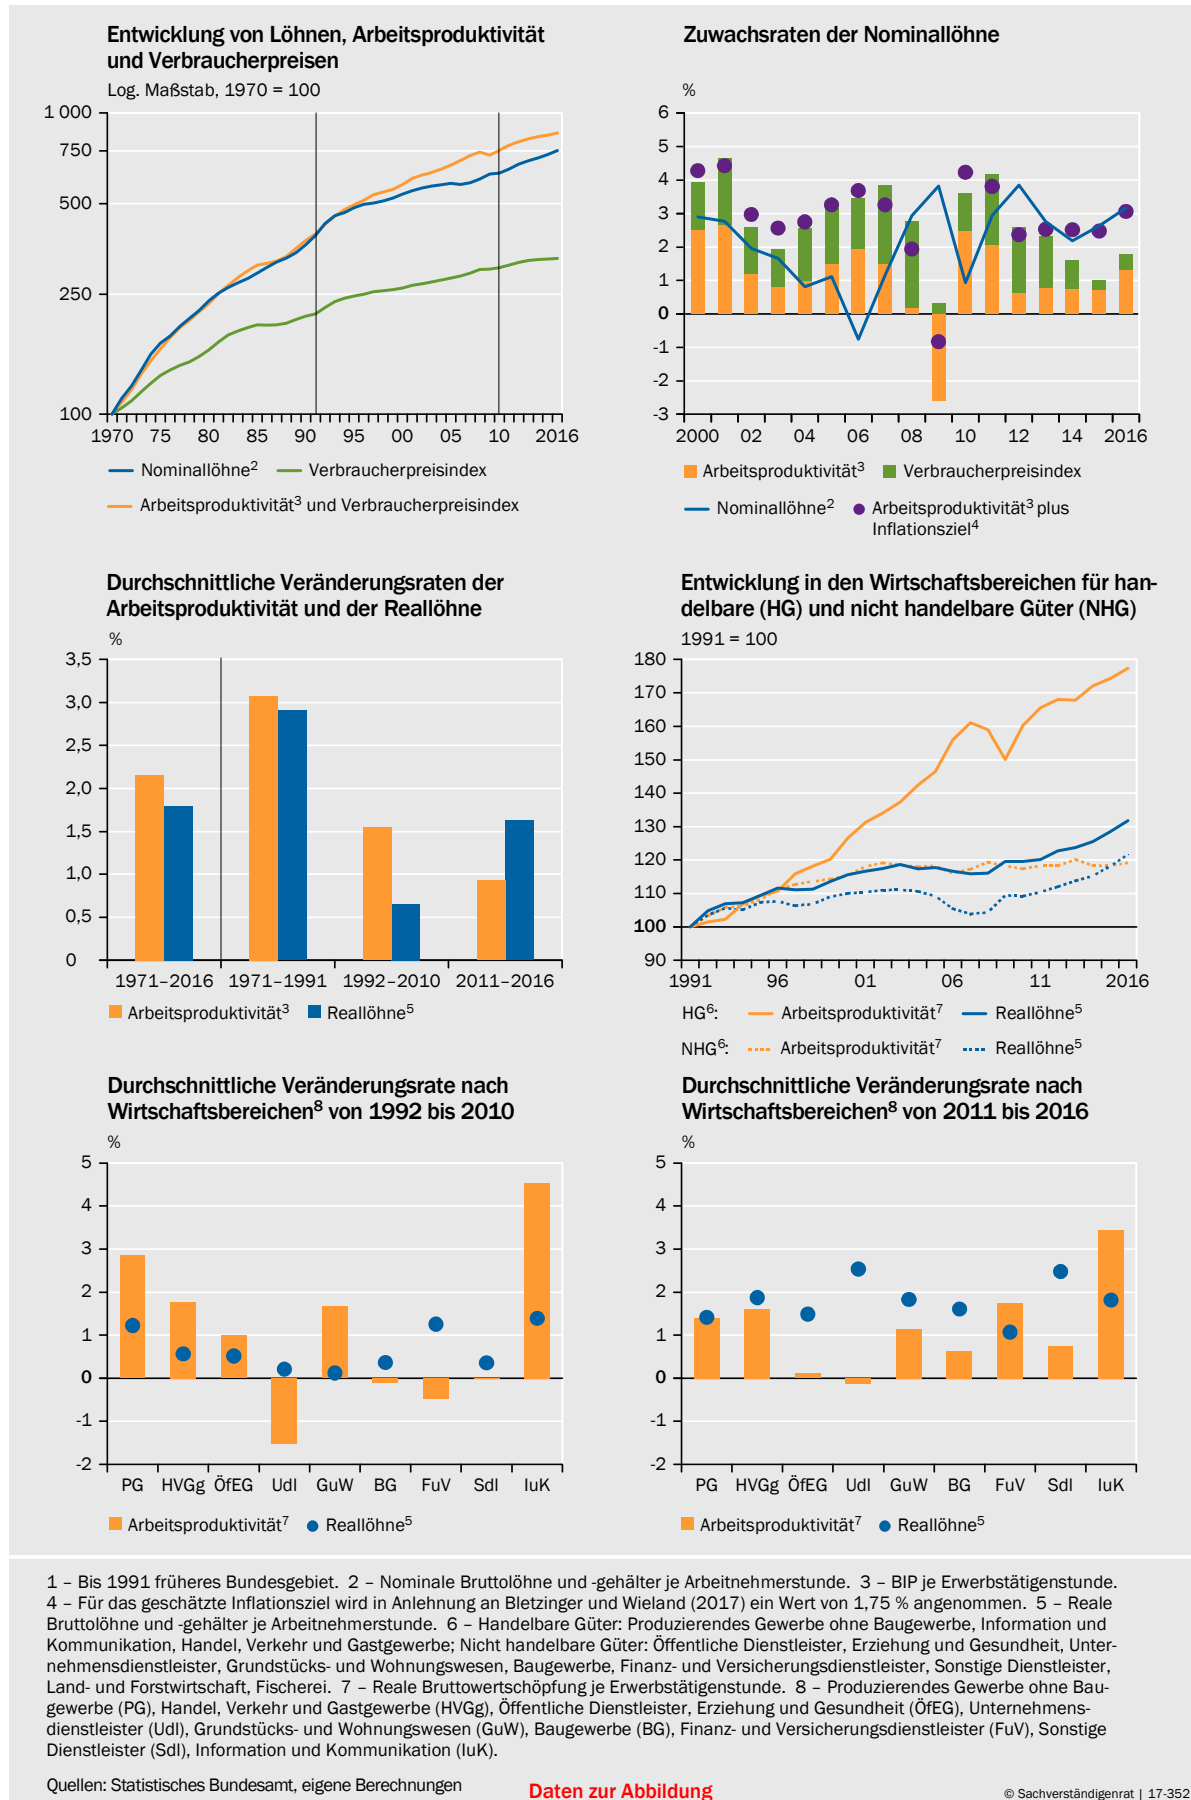 Entwicklung von Löhnen, Arbeitsproduktivität
und Verbraucherpreisen
Log. Maßstab, 1970 = 100
1 000
750
500
250
100
1970 75 80 85 90 95 00 05 10 2016
Nominallöhne² Verbraucherpreisindex
Arbeitsproduktivität³ und Verbraucherpreisindex
Zuwachsraten der Nominallöhne
%
6
5
4
3
2
1
0
-1
-2
-3
2000 02 04 06 08 10 12 14 2016
Arbeitsproduktivität³ Verbraucherpreisindex
Nominallöhne² Arbeitsproduktivität³ plus
Inflationsziel⁴
Durchschnittliche Veränderungsraten der
Arbeitsproduktivität und der Reallöhne
%
3,5
3,0
2,5
2,0
1,5
1,0
0,5
0
1971–2016 1971–1991 1992–2010 2011–2016
Arbeitsproduktivität³ Reallöhne⁵
Entwicklung in den Wirtschaftsbereichen für han-
delbare (HG) und nicht handelbare Güter (NHG)
1991 = 100
180
170
160
150
140
130
120
110
100
90
1991 96 01 06 11 2016
HG⁶: Arbeitsproduktivität⁷ Reallöhne⁵
NHG⁶: Arbeitsproduktivität⁷ Reallöhne⁵
Durchschnittliche Veränderungsrate nach
Wirtschaftsbereichen⁸ von 1992 bis 2010
%
5
4
3
2
1
0
-1
-2
PG HVGg ÖfEG Udl GuW BG FuV Sdl IuK
Arbeitsproduktivität⁷ Reallöhne⁵
Durchschnittliche Veränderungsrate nach
Wirtschaftsbereichen⁸ von 2011 bis 2016
%
5
4
3
2
1
0
-1
-2
PG HVGg ÖfEG Udl GuW BG FuV Sdl IuK
Arbeitsproduktivität⁷ Reallöhne⁵
1 – Bis 1991 früheres Bundesgebiet. 2 – Nominale Bruttolöhne und -gehälter je Arbeitnehmerstunde. 3 – BIP je Erwerbstätigenstunde.
4 – Für das geschätzte Inflationsziel wird in Anlehnung an Bletzinger und Wieland (2017) ein Wert von 1,75 % angenommen. 5 – Reale
Bruttolöhne und -gehälter je Arbeitnehmerstunde. 6 – Handelbare Güter: Produzierendes Gewerbe ohne Baugewerbe, Information und
Kommunikation, Handel, Verkehr und Gastgewerbe; Nicht handelbare Güter: Öffentliche Dienstleister, Erziehung und Gesundheit, Unter-
nehmensdienstleister, Grundstücks- und Wohnungswesen, Baugewerbe, Finanz- und Versicherungsdienstleister, Sonstige Dienstleister,
Land- und Forstwirtschaft, Fischerei. 7 – Reale Bruttowertschöpfung je Erwerbstätigenstunde. 8 – Produzierendes Gewerbe ohne Bau-
gewerbe (PG), Handel, Verkehr und Gastgewerbe (HVGg), Öffentliche Dienstleister, Erziehung und Gesundheit (ÖfEG), Unternehmens-
dienstleister (Udl), Grundstücks- und Wohnungswesen (GuW), Baugewerbe (BG), Finanz- und Versicherungsdienstleister (FuV), Sonstige
Dienstleister (Sdl), Information und Kommunikation (IuK).
Quellen: Statistisches Bundesamt, eigene Berechnungen
Daten zur Abbildung
© Sachverständigenrat | 17-352